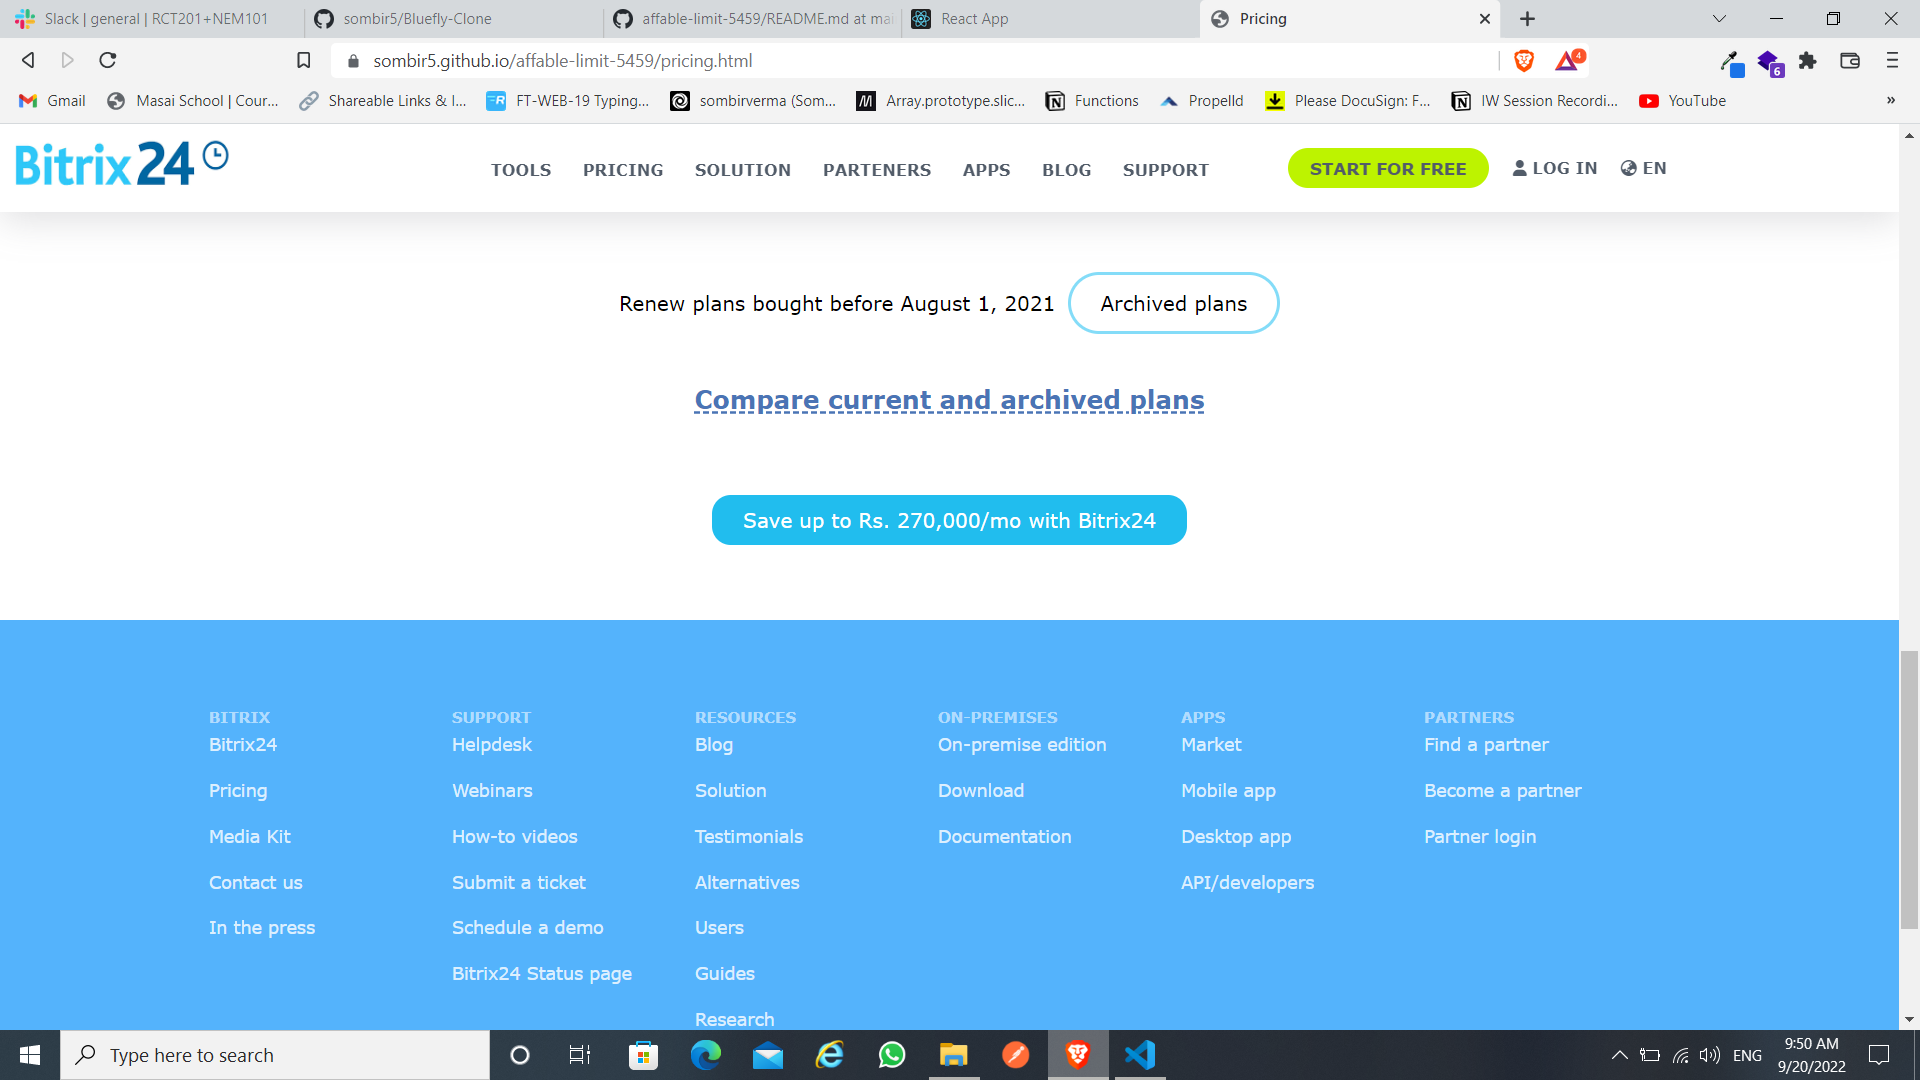 Slack | general | RCT201+NEM101
sombir5/Bluefly-Clone
affable-limit-5459/README.md at mai
React App
Pricing
sombir5.github.io/affable-limit-5459/pricing.html
4
6
Gmail
Masai School | Cour...
Shareable Links & I...
FT-WEB-19 Typing...
sombirverma (Som...
Array.prototype.slic...
Functions
Propelld
Please DocuSign: F...
IW Session Recordi...
YouTube
»
Bitrix24
TOOLS
PRICING
SOLUTION
PARTENERS
APPS
BLOG
SUPPORT
START FOR FREE
LOG IN
EN
Renew plans bought before August 1, 2021
Archived plans
Compare current and archived plans
Save up to Rs. 270,000/mo with Bitrix24
BITRIX
Bitrix24
Pricing
Media Kit
Contact us
In the press
SUPPORT
Helpdesk
Webinars
How-to videos
Submit a ticket
Schedule a demo
Bitrix24 Status page
RESOURCES
Blog
Solution
Testimonials
Alternatives
Users
Guides
Research
ON-PREMISES
On-premise edition
Download
Documentation
APPS
Market
Mobile app
Desktop app
API/developers
PARTNERS
Find a partner
Become a partner
Partner login
Type here to search
ENG
9:50 AM
9/20/2022